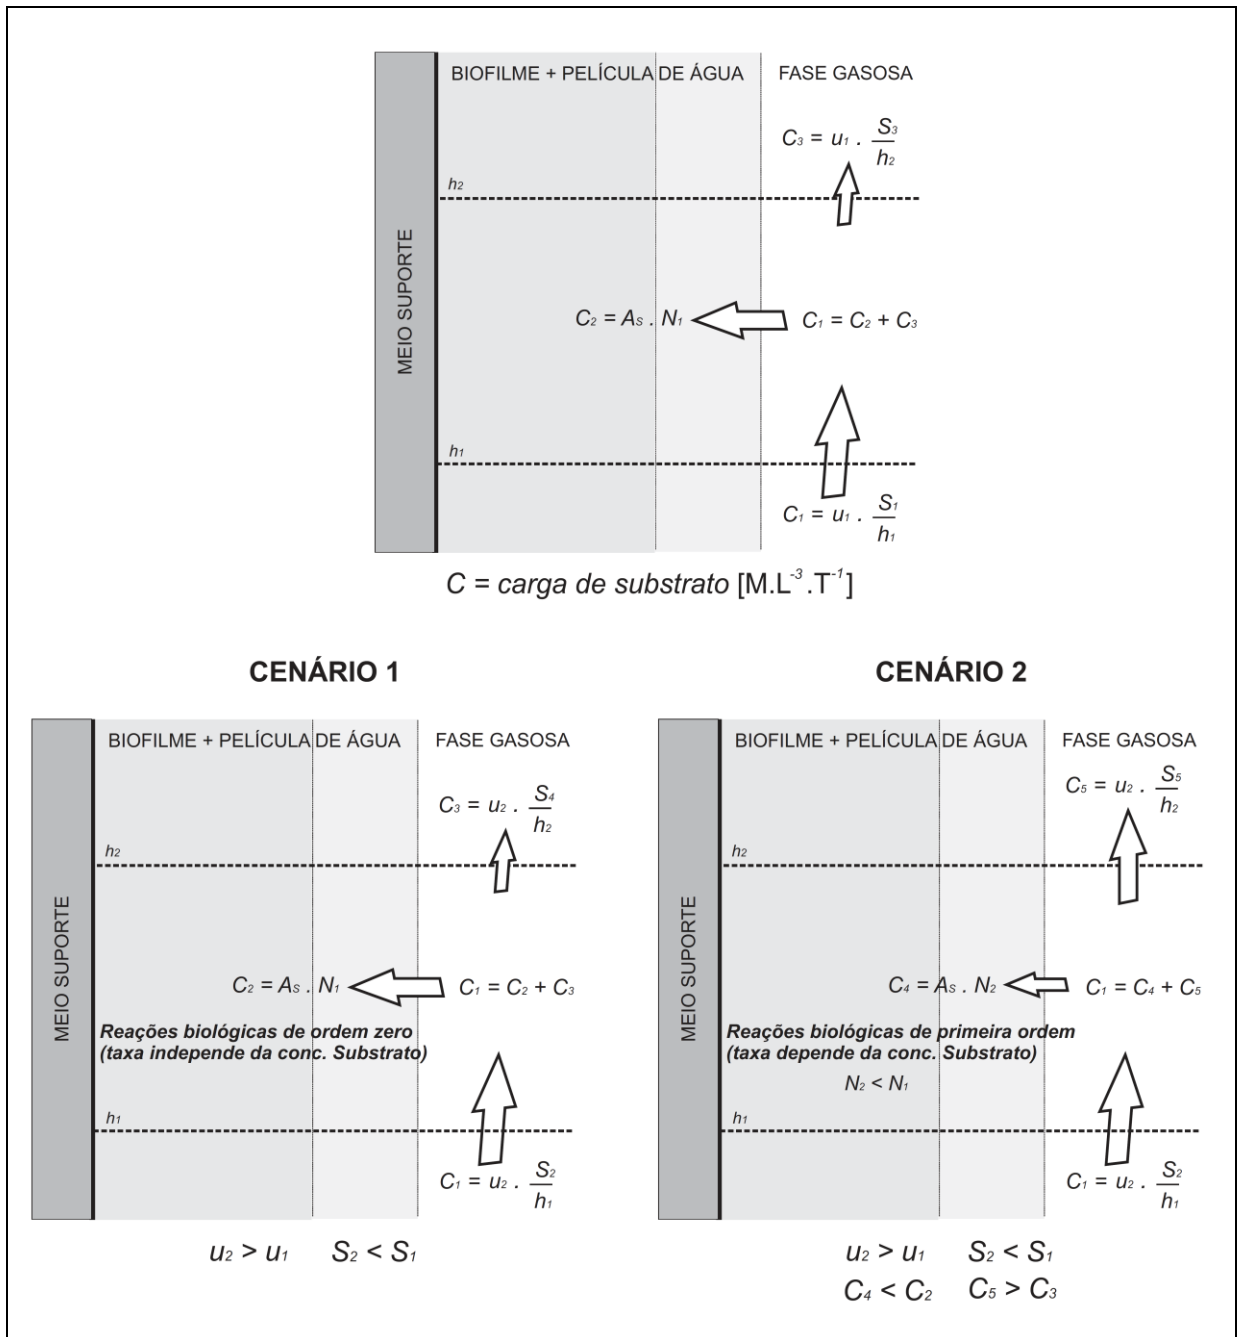 BIOFILME + PELÍCULA DE ÁGUA FASE GASOSA
C₃ = u₁ . S₃/h₂
h₂
MEIO SUPORTE
C₂ = Aₛ . N₁ C₁ = C₂ + C₃
h₁
C₁ = u₁ . S₁/h₁
C = carga de substrato [M.L⁻³.T⁻¹]
CENÁRIO 1
BIOFILME + PELÍCULA DE ÁGUA FASE GASOSA
C₃ = u₂ . S₄/h₂
h₂
MEIO SUPORTE
C₂ = Aₛ . N₁ C₁ = C₂ + C₃
Reações biológicas de ordem zero
(taxa independe da conc. Substrato)
h₁
C₁ = u₂ . S₂/h₁
u₂ > u₁ S₂ < S₁
CENÁRIO 2
BIOFILME + PELÍCULA DE ÁGUA FASE GASOSA
C₅ = u₂ . S₅/h₂
h₂
MEIO SUPORTE
C₄ = Aₛ . N₂ C₁ = C₄ + C₅
Reações biológicas de primeira ordem
(taxa depende da conc. Substrato)
N₂ < N₁
h₁
C₁ = u₂ . S₂/h₁
u₂ > u₁ S₂ < S₁
C₄ < C₂ C₅ > C₃